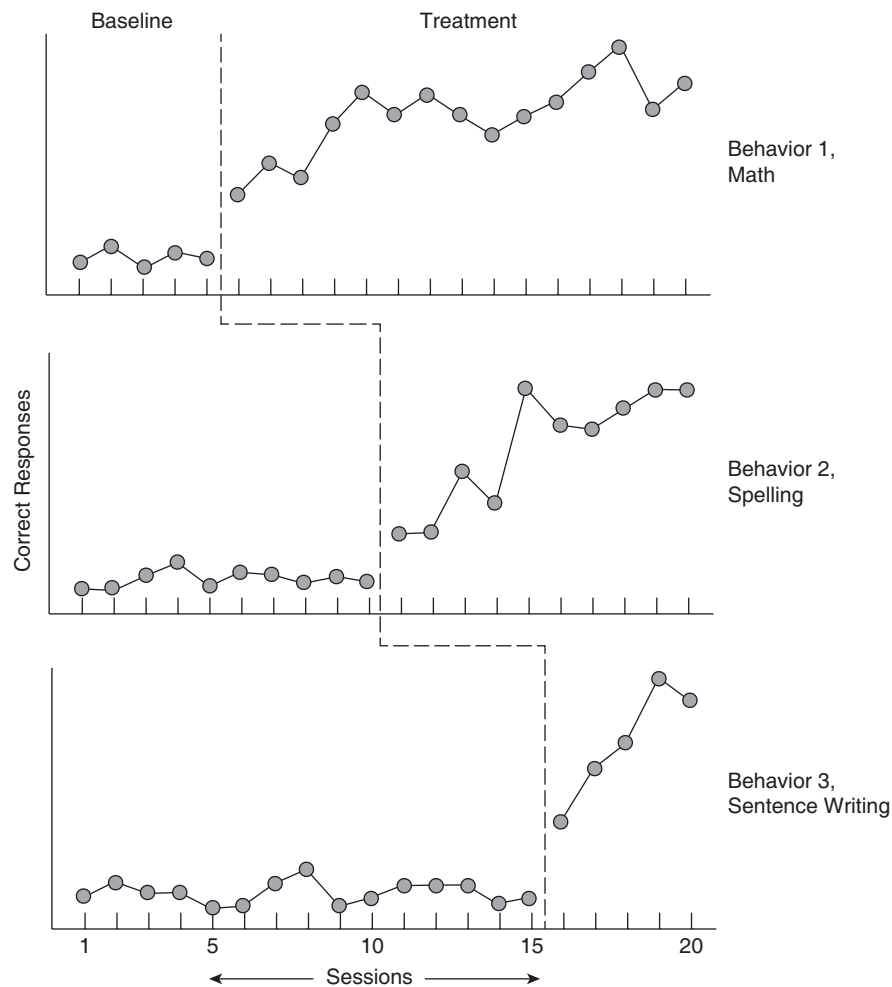 Baseline
Treatment
Behavior 1,
Math
Correct Responses
Behavior 2,
Spelling
Behavior 3,
Sentence Writing
1 5 10 15 20
Sessions